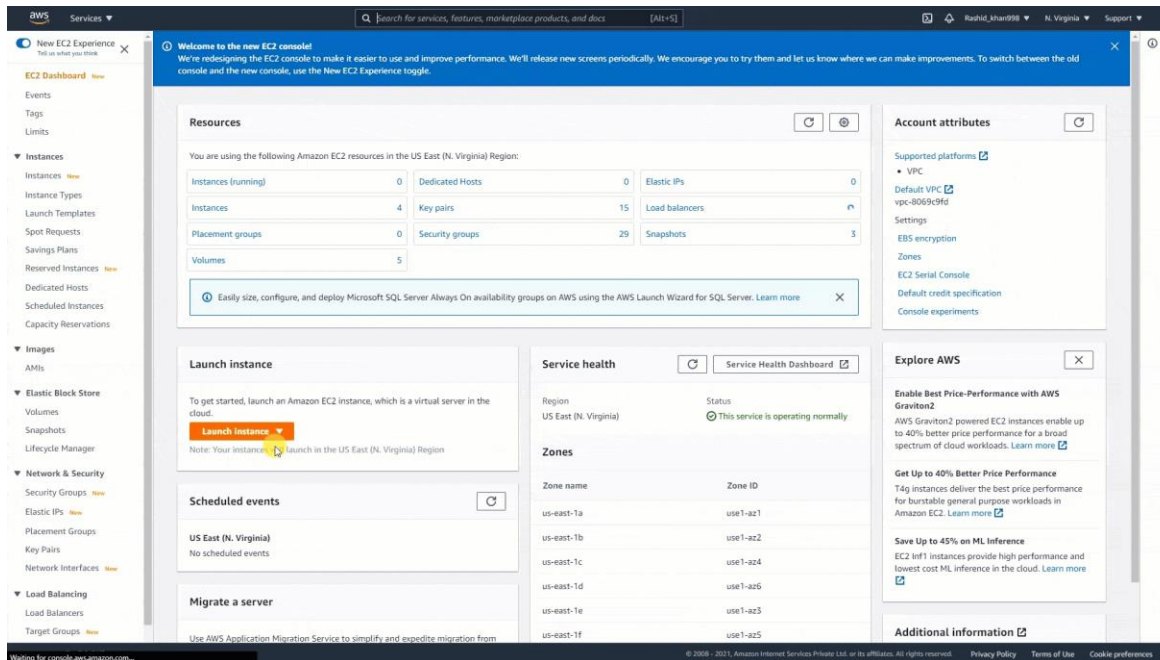 aws
Services ▼
Search for services, features, marketplace products, and docs
[Alt+S]
Rashid_khan998 ▼
N. Virginia ▼
Support ▼
New EC2 Experience
Tell us what you think
EC2 Dashboard New
Events
Tags
Limits
▼ Instances
Instances New
Instance Types
Launch Templates
Spot Requests
Savings Plans
Reserved Instances New
Dedicated Hosts
Scheduled Instances
Capacity Reservations
▼ Images
AMIs
▼ Elastic Block Store
Volumes
Snapshots
Lifecycle Manager
▼ Network & Security
Security Groups New
Elastic IPs New
Placement Groups
Key Pairs
Network Interfaces New
▼ Load Balancing
Load Balancers
Target Groups New
Waiting for console.aws.amazon.com...
Welcome to the new EC2 console!
We're redesigning the EC2 console to make it easier to use and improve performance. We'll release new screens periodically. We encourage you to try them and let us know where we can make improvements. To switch between the old
console and the new console, use the New EC2 Experience toggle.
Resources
You are using the following Amazon EC2 resources in the US East (N. Virginia) Region:
Instances (running) 0
Dedicated Hosts 0
Elastic IPs 0
Instances 4
Key pairs 15
Load balancers
Placement groups 0
Security groups 29
Snapshots 3
Volumes 5
Easily size, configure, and deploy Microsoft SQL Server Always On availability groups on AWS using the AWS Launch Wizard for SQL Server. Learn more
Launch instance
To get started, launch an Amazon EC2 instance, which is a virtual server in the
cloud.
Launch instance ▼
Note: Your instances launch in the US East (N. Virginia) Region
Scheduled events
US East (N. Virginia)
No scheduled events
Migrate a server
Use AWS Application Migration Service to simplify and expedite migration from
Service health
Service Health Dashboard
Region
US East (N. Virginia)
Status
This service is operating normally
Zones
Zone name Zone ID
us-east-1a use1-az1
us-east-1b use1-az2
us-east-1c use1-az4
us-east-1d use1-az6
us-east-1e use1-az3
us-east-1f use1-az5
Account attributes
Supported platforms
• VPC
Default VPC
vpc-8069c9fd
Settings
EBS encryption
Zones
EC2 Serial Console
Default credit specification
Console experiments
Explore AWS
Enable Best Price-Performance with AWS
Graviton2
AWS Graviton2 powered EC2 instances enable up
to 40% better price performance for a broad
spectrum of cloud workloads. Learn more
Get Up to 40% Better Price Performance
T4g instances deliver the best price performance
for burstable general purpose workloads in
Amazon EC2. Learn more
Save Up to 45% on ML Inference
EC2 Inf1 instances provide high performance and
lowest cost ML inference in the cloud. Learn more
Additional information
© 2008 - 2021, Amazon Internet Services Private Ltd. or its affiliates. All rights reserved.
Privacy Policy
Terms of Use
Cookie preferences